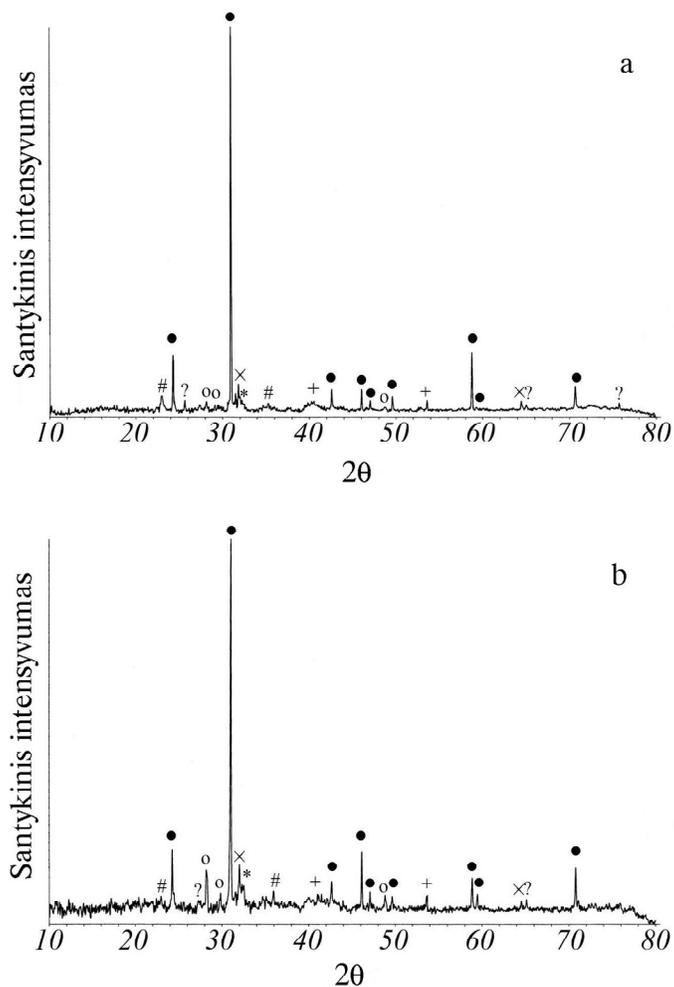 a
Santykinis intensyvumas
# ? o o × * # + o + ×? ?
10 20 30 40 50 60 70 80
2θ
b
Santykinis intensyvumas
# ? o o × * # + o + ×?
10 20 30 40 50 60 70 80
2θ